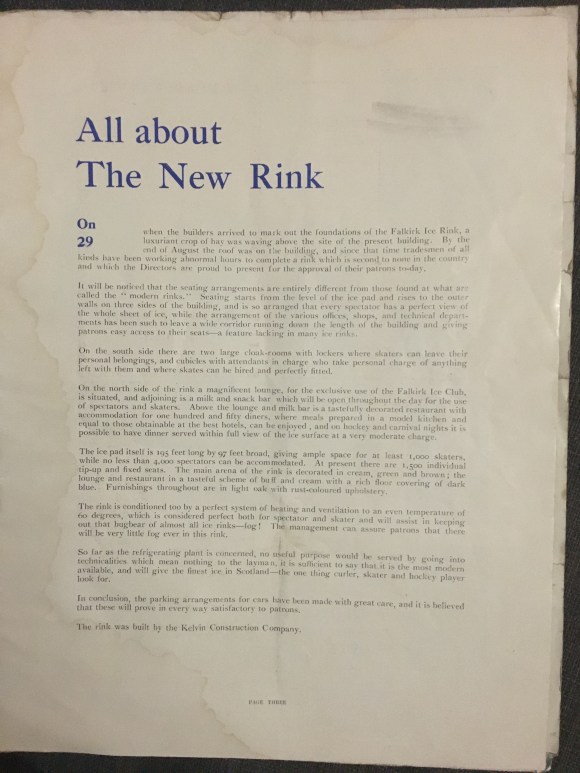 All about
The New Rink
On
29
when the builders arrived to mark out the foundations of the Falkirk Ice Rink, a
luxuriant crop of hay was waving above the site of the present building. By the
end of August the roof was on the building, and since that time tradesmen of all
kinds have been working abnormal hours to complete a rink which is second to none in the country
and which the Directors are proud to present for the approval of their patrons to-day.
It will be noticed that the seating arrangements are entirely different from those found at what are
called the " modern rinks." Seating starts from the level of the ice pad and rises to the outer
walls on three sides of the building, and is so arranged that every spectator has a perfect view of
the whole sheet of ice, while the arrangement of the various offices, shops, and technical depart-
ments has been such to leave a wide corridor running down the length of the building and giving
patrons easy access to their seats—a feature lacking in many ice rinks.
On the south side there are two large cloak-rooms with lockers where skaters can leave their
personal belongings, and cubicles with attendants in charge who take personal charge of anything
left with them and where skates can be hired and perfectly fitted.
On the north side of the rink a magnificent lounge, for the exclusive use of the Falkirk Ice Club,
is situated, and adjoining is a milk and snack bar which will be open throughout the day for the use
of spectators and skaters. Above the lounge and milk bar is a tastefully decorated restaurant with
accommodation for one hundred and fifty diners, where meals prepared in a model kitchen and
equal to those obtainable at the best hotels, can be enjoyed , and on hockey and carnival nights it is
possible to have dinner served within full view of the ice surface at a very moderate charge.
The ice pad itself is 195 feet long by 97 feet broad, giving ample space for at least 1,000 skaters,
while no less than 4,000 spectators can be accommodated. At present there are 1,500 individual
tip-up and fixed seats. The main arena of the rink is decorated in cream, green and brown ; the
lounge and restaurant in a tasteful scheme of buff and cream with a rich floor covering of dark
blue. Furnishings throughout are in light oak with rust-coloured upholstery.
The rink is conditioned too by a perfect system of heating and ventilation to an even temperature of
60 degrees, which is considered perfect both for spectator and skater and will assist in keeping
out that bugbear of almost all ice rinks—fog ! The management can assure patrons that there
will be very little fog ever in this rink.
So far as the refrigerating plant is concerned, no useful purpose would be served by going into
technicalities which mean nothing to the layman, it is sufficient to say that it is the most modern
available, and will give the finest ice in Scotland—the one thing curler, skater and hockey player
look for.
In conclusion, the parking arrangements for cars have been made with great care, and it is believed
that these will prove in every way satisfactory to patrons.
The rink was built by the Kelvin Construction Company.
PAGE THREE